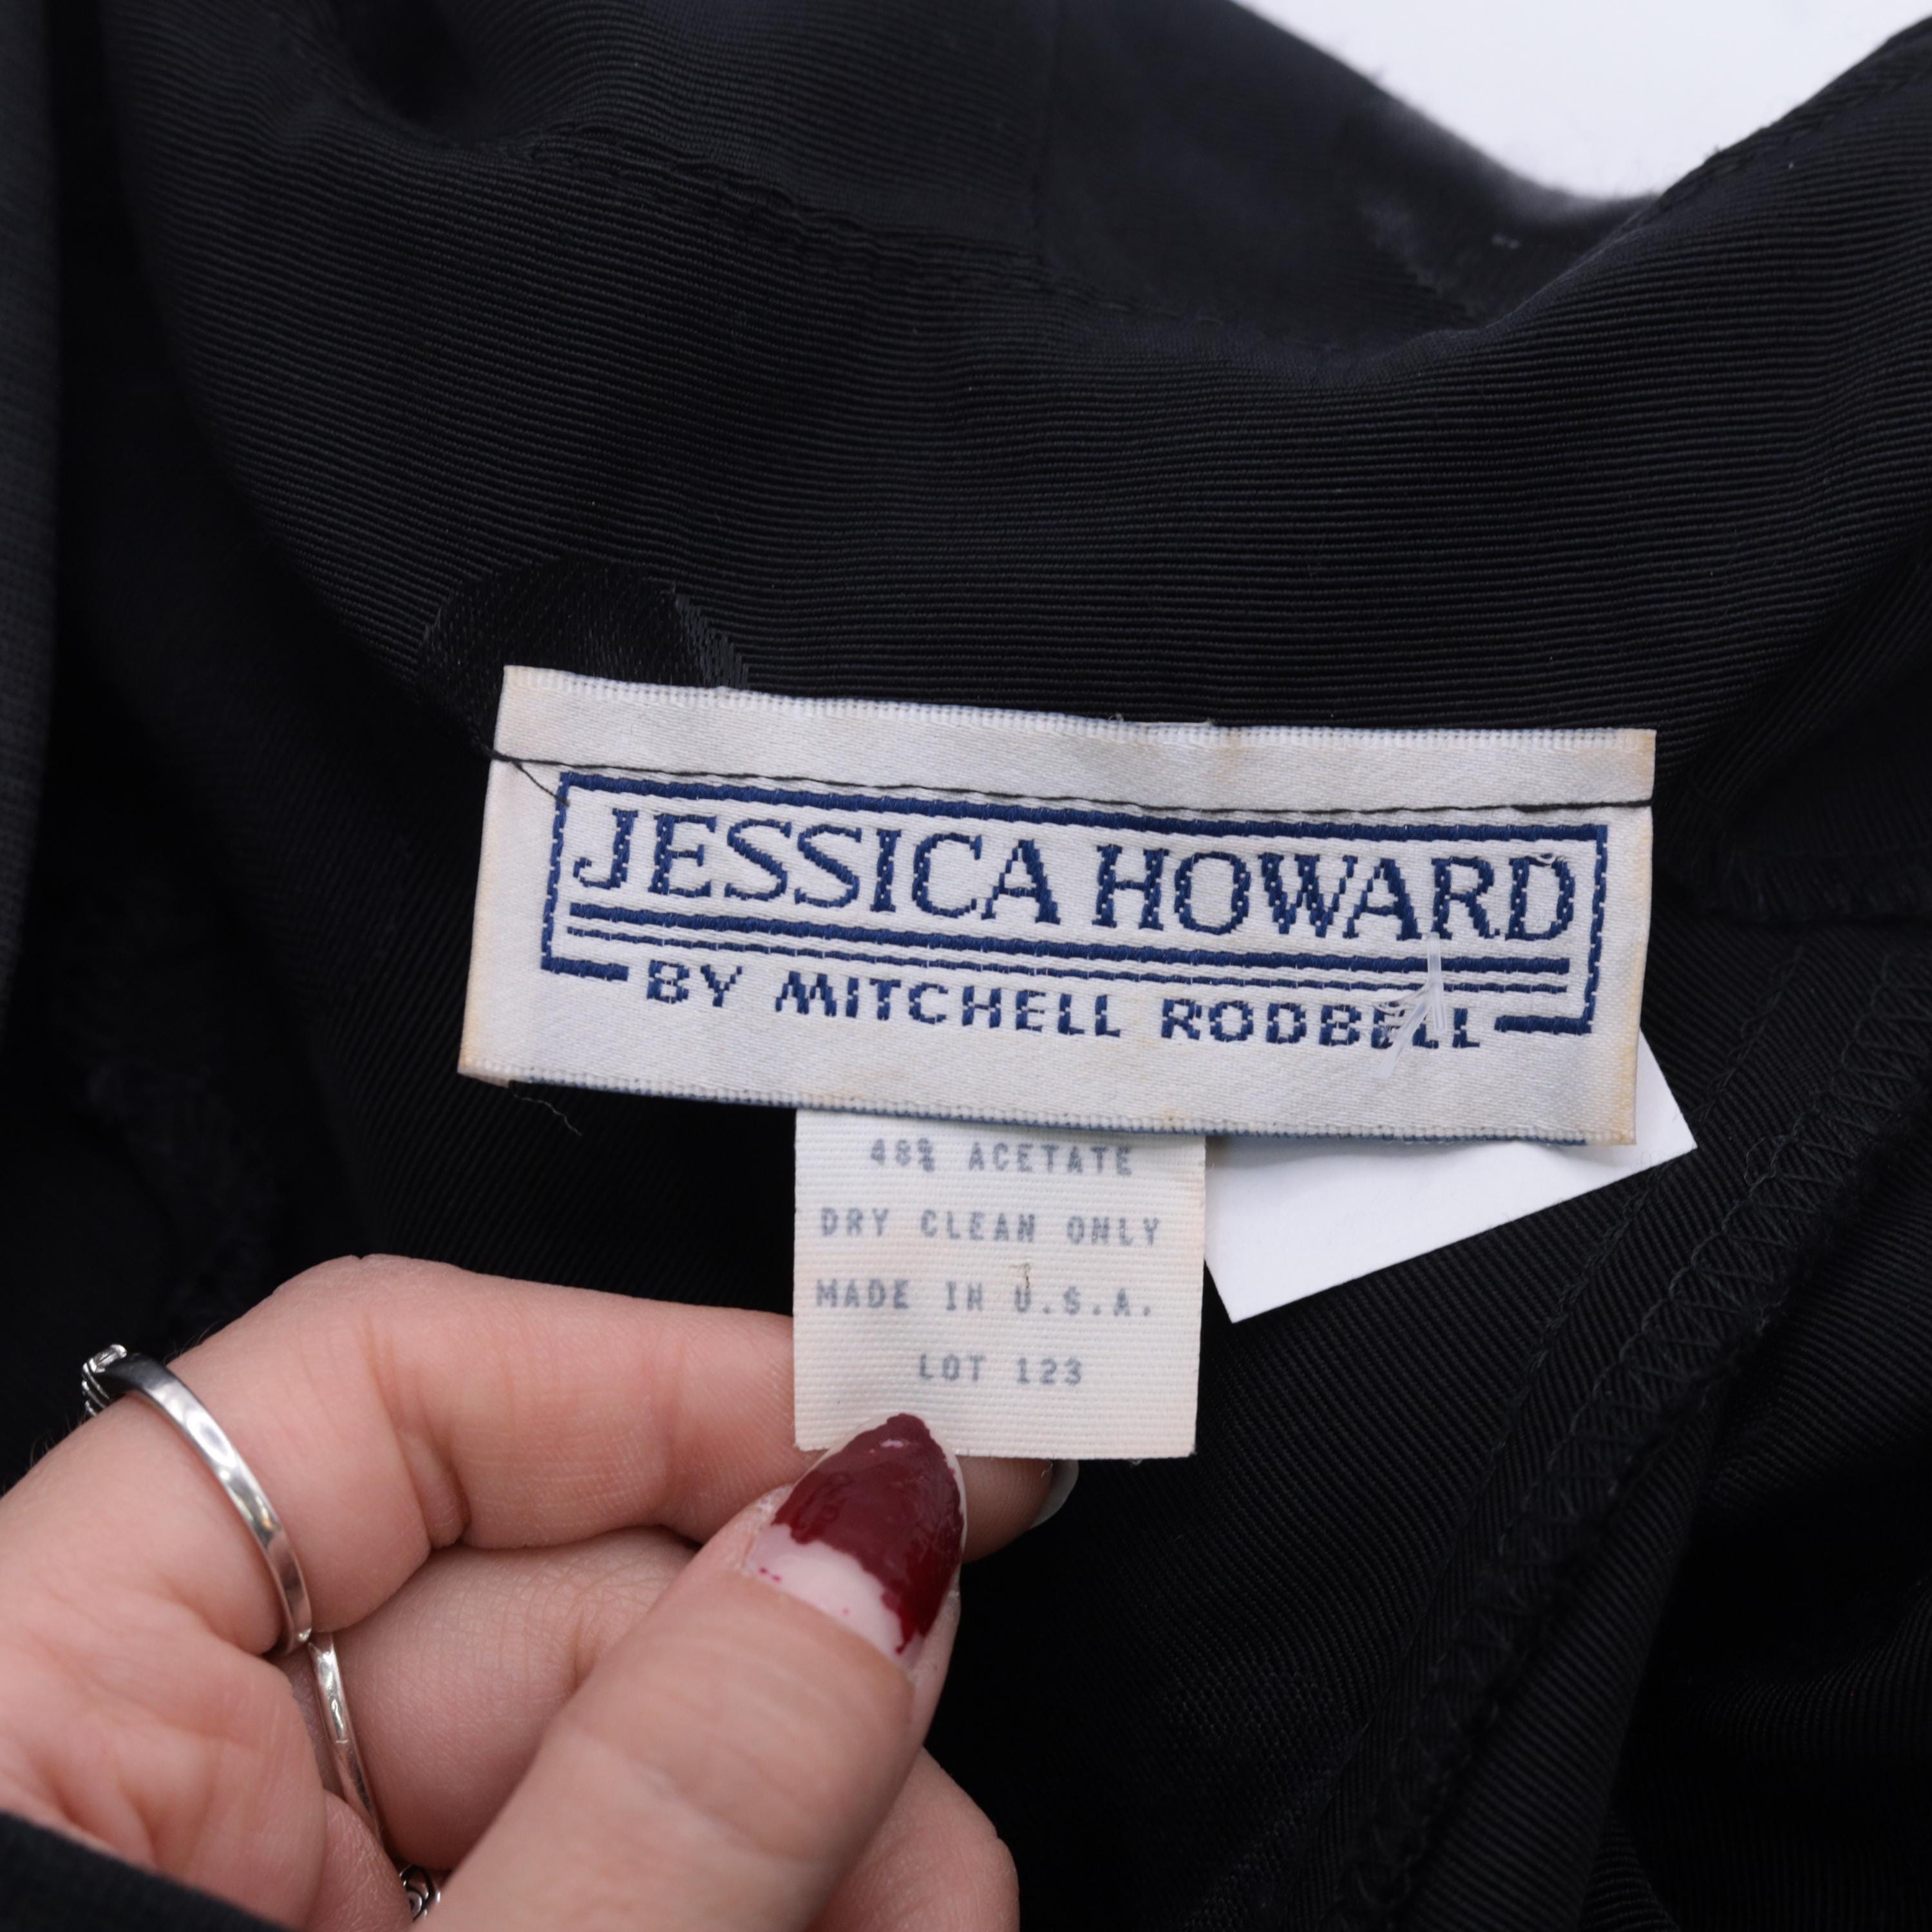 JESSICA HOWARD
BY MITCHELL RODBELL
48% ACETATE
DRY CLEAN ONLY
MADE IN U.S.A.
LOT 123